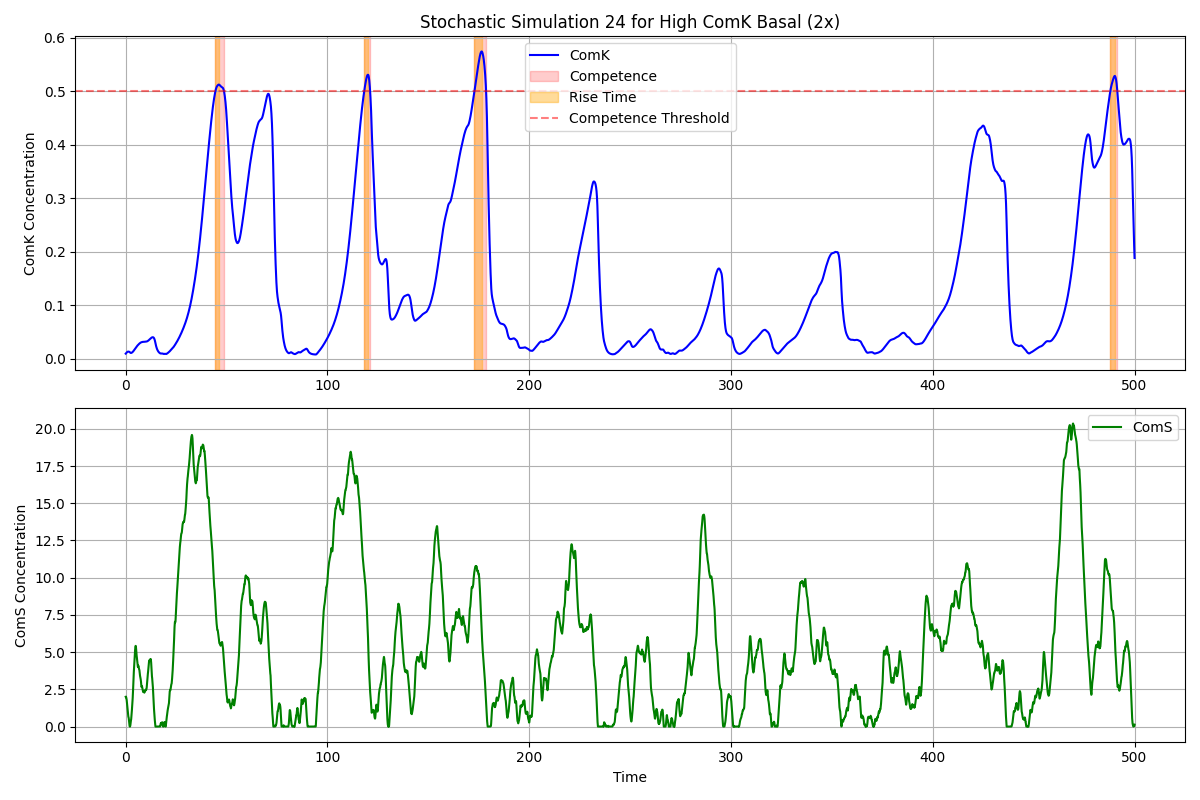 Stochastic Simulation 24 for High ComK Basal (2x)
ComK Concentration
0.6
0.5
0.4
0.3
0.2
0.1
0.0
ComK
Competence
Rise Time
Competence Threshold
0 100 200 300 400 500
ComS Concentration
20.0
17.5
15.0
12.5
10.0
7.5
5.0
2.5
0.0
ComS
0 100 200 300 400 500
Time